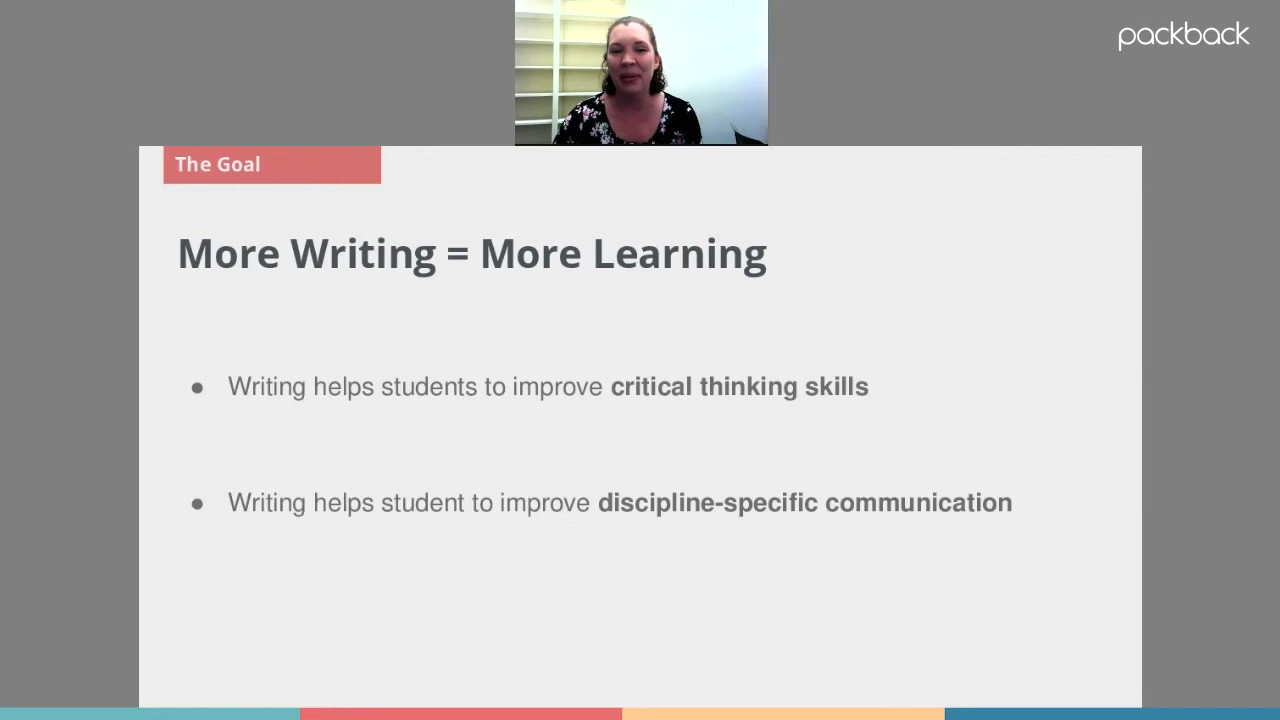 packback
The Goal
More Writing = More Learning
● Writing helps students to improve critical thinking skills
● Writing helps student to improve discipline-specific communication